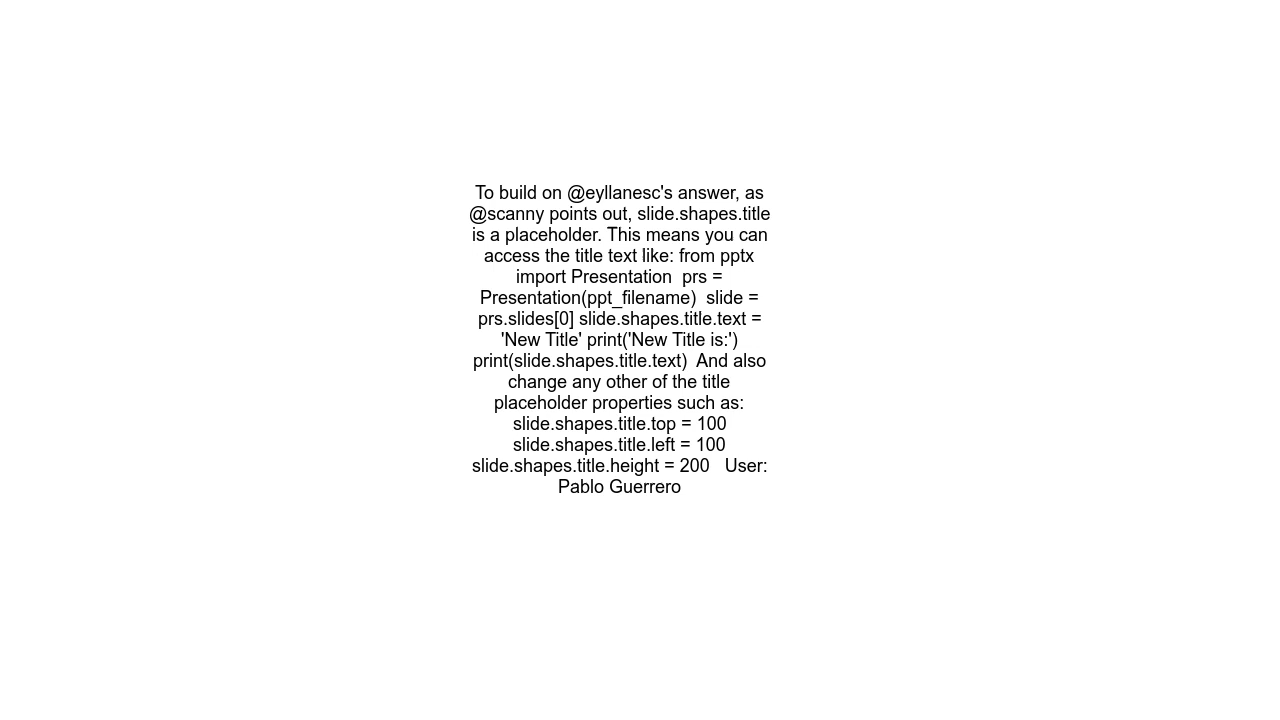 To build on @eyllanesc's answer, as
@scanny points out, slide.shapes.title
is a placeholder. This means you can
access the title text like: from pptx
import Presentation  prs =
Presentation(ppt_filename)  slide =
prs.slides[0] slide.shapes.title.text =
'New Title' print('New Title is:')
print(slide.shapes.title.text)  And also
change any other of the title
placeholder properties such as:
slide.shapes.title.top = 100
slide.shapes.title.left = 100
slide.shapes.title.height = 200   User:
Pablo Guerrero